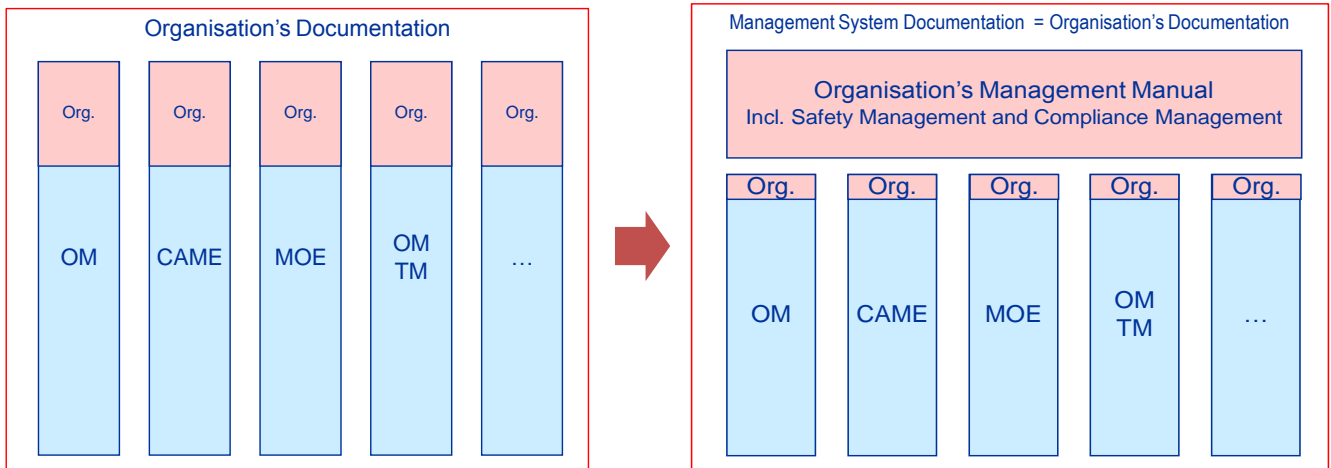 Organisation’s Documentation
Org.
Org.
Org.
Org.
Org.
OM
CAME
MOE
OM
TM
…
Management System Documentation = Organisation’s Documentation
Organisation’s Management Manual
Incl. Safety Management and Compliance Management
Org.
Org.
Org.
Org.
Org.
OM
CAME
MOE
OM
TM
…